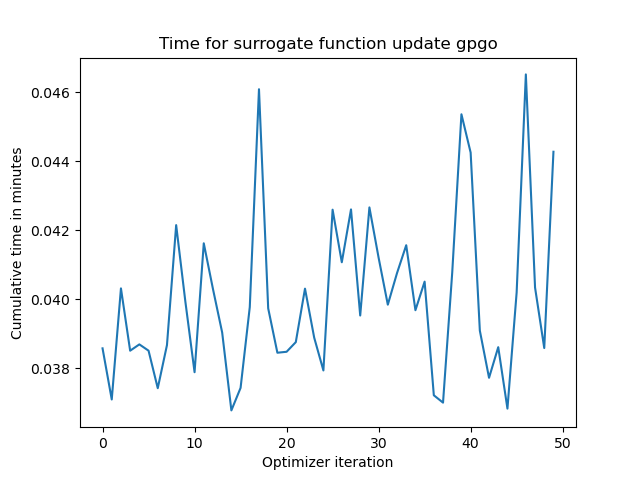 Time for surrogate function update gpgo
Cumulative time in minutes
0.046
0.044
0.042
0.040
0.038
0 10 20 30 40 50
Optimizer iteration